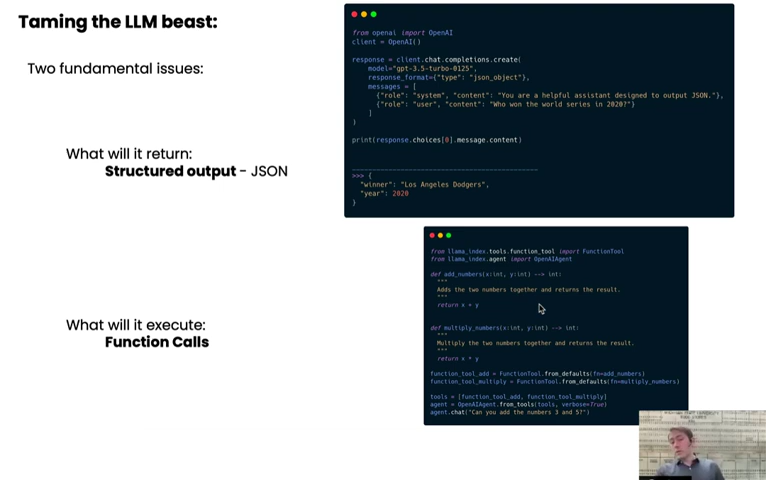 Taming the LLM beast:
Two fundamental issues:
What will it return:
Structured output - JSON
What will it execute:
Function Calls
from openai import OpenAI
client = OpenAI()
response = client.chat.completions.create(
model="gpt-3.5-turbo-0125",
response_format={"type": "json_object"},
messages = [
{"role": "system", "content": "You are a helpful assistant designed to output JSON."},
{"role": "user", "content": "Who won the world series in 2020?"}
]
)
print(response.choices[0].message.content)
>>> {
"winner": "Los Angeles Dodgers",
"year": 2020
}
from llama_index.tools.function_tool import FunctionTool
from llama_index.agent import OpenAIAgent
def add_numbers(x:int, y:int) --> int:
"""
Adds the two numbers together and returns the result.
"""
return x + y
def multiply_numbers(x:int, y:int) --> int:
"""
Multiply the two numbers together and returns the result.
"""
return x * y
function_tool_add = FunctionTool.from_defaults(fn=add_numbers)
function_tool_multiply = FunctionTool.from_defaults(fn=multiply_numbers)
tools = [function_tool_add, function_tool_multiply]
agent = OpenAIAgent.from_tools(tools, verbose=True)
agent.chat("Can you add the numbers 3 and 5?")